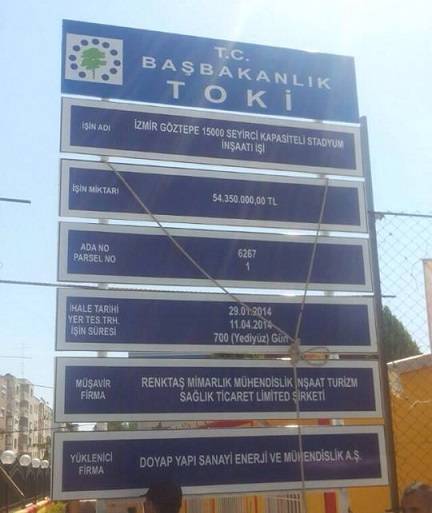 T.C.
BAŞBAKANLIK
TOKİ
İŞİN ADI
İZMİR GÖZTEPE 15000 SEYİRCİ KAPASİTELİ STADYUM
İNŞAATI İŞİ
İŞİN MİKTARI
54.350.000,00 TL
ADA NO
PARSEL NO
6267
1
İHALE TARİHİ
YER TES.TRH.
İŞİN SÜRESİ
29.01.2014
11.04.2014
700 (Yediyüz) Gün
MÜŞAVİR
FİRMA
RENKTAŞ MİMARLIK MÜHENDİSLİK İNŞAAT TURİZM
SAĞLIK TİCARET LİMİTED ŞİRKETİ
YÜKLENİCİ
FİRMA
DOYAP YAPI SANAYİ ENERJİ VE MÜHENDİSLİK A.Ş.